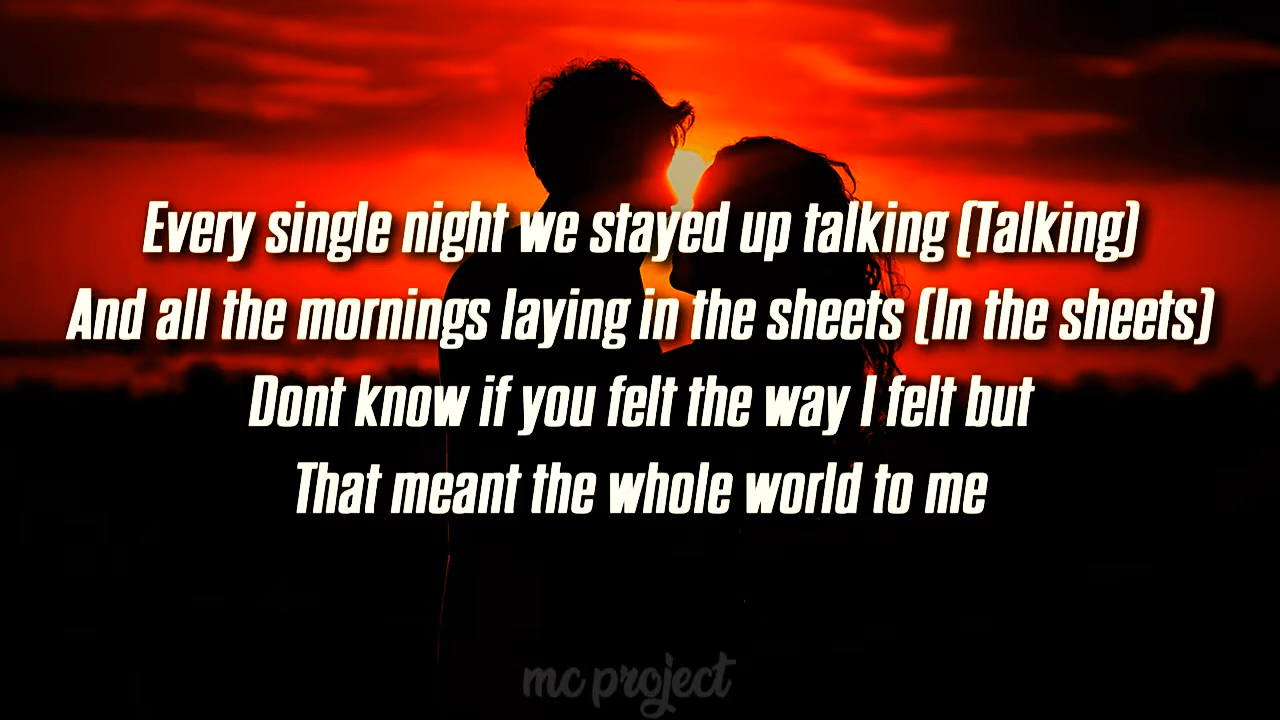 Every single night we stayed up talking (Talking)
And all the mornings laying in the sheets (In the sheets)
Dont know if you felt the way I felt but
That meant the whole world to me
mc project